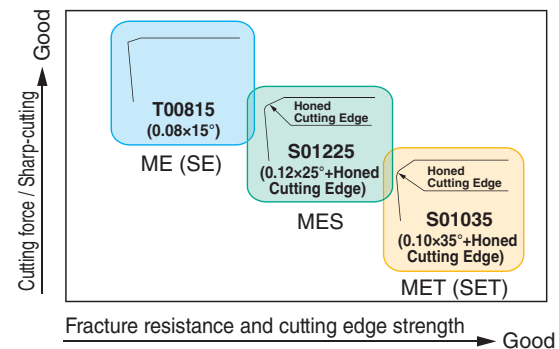 Good
Cutting force / Sharp-cutting
T00815
(0.08×15°)
ME (SE)
Honed
Cutting Edge
S01225
(0.12×25°+Honed
Cutting Edge)
MES
Honed
Cutting Edge
S01035
(0.10×35°+Honed
Cutting Edge)
MET (SET)
Fracture resistance and cutting edge strength
Good